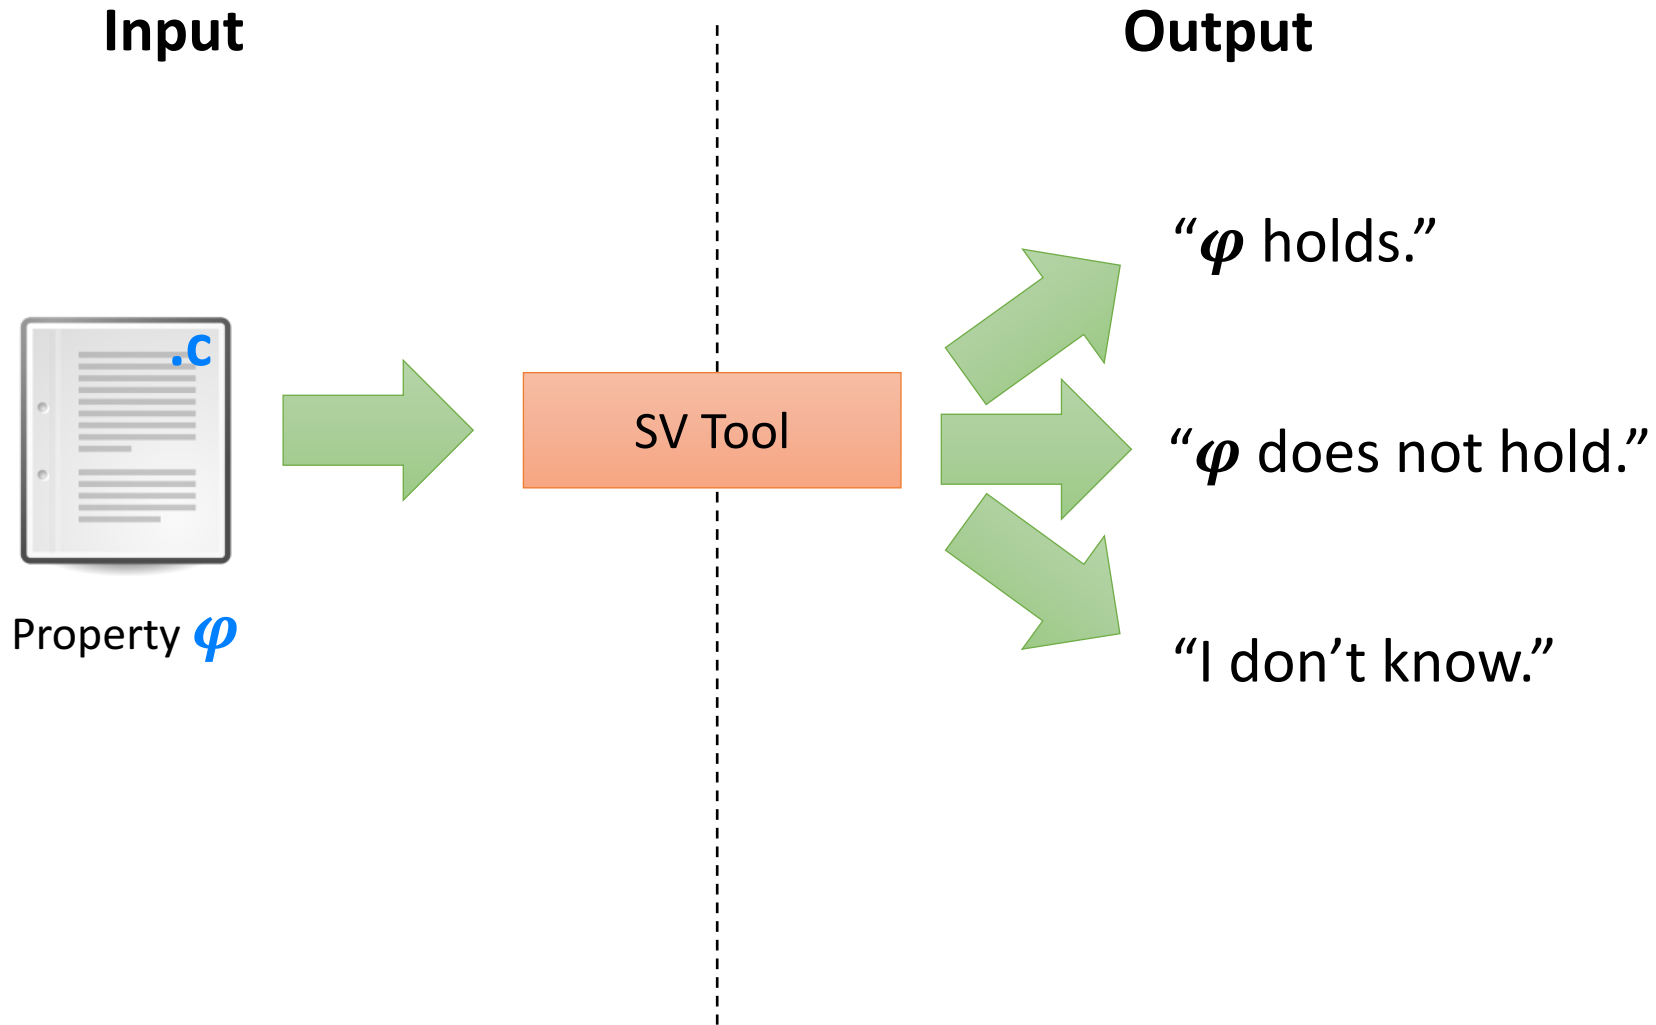 Input
Output
.c
Property φ
SV Tool
“φ holds.”
“φ does not hold.”
“I don’t know.”